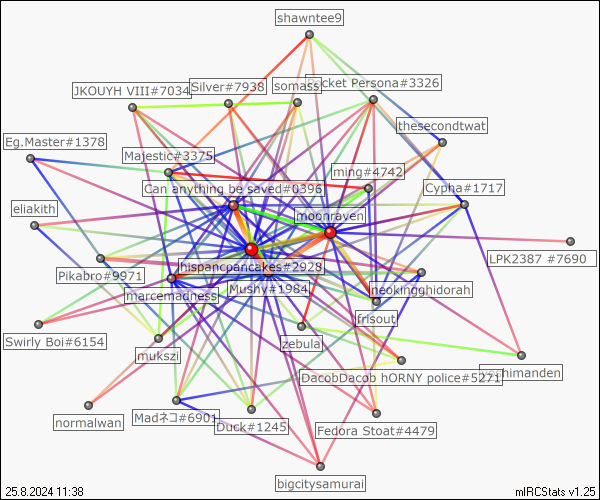 shawntee9
JKOUYH VIII#7034
Silver#7938
somass
Pocket Persona#3326
thesecondtwat
Eg.Master#1378
Majestic#3375
ming#4742
Can anything be saved#0396
Cypha#1717
eliakith
moonraven
LPK2387 #7690
Pikabro#9971
hispancpancakes#2928
marcemadness
Mushy#1984
neokingghidorah
frisout
Swirly Boi#6154
mukszi
zebula
DacobDacob hORNY police#5271
himanden
normalwan
Madネコ#6901
Duck#1245
Fedora Stoat#4479
bigcitysamurai
25.8.2024 11:38
mIRCStats v1.25